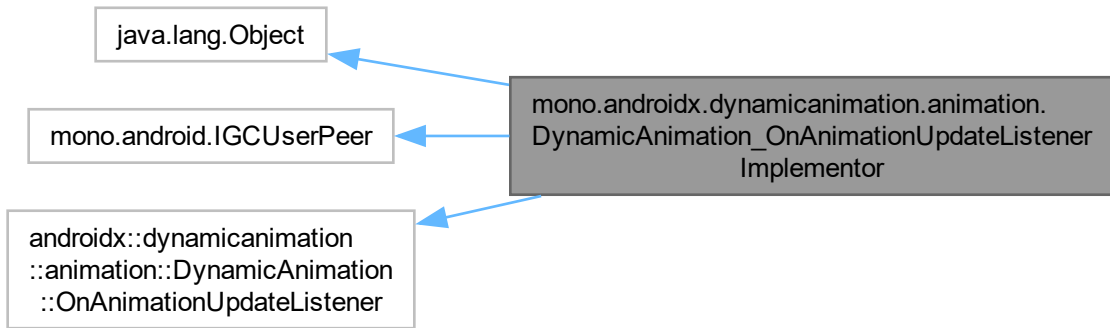 java.lang.Object
mono.android.IGCUserPeer
androidx::dynamicanimation
::animation::DynamicAnimation
::OnAnimationUpdateListener
mono.androidx.dynamicanimation.animation.
DynamicAnimation_OnAnimationUpdateListener
Implementor